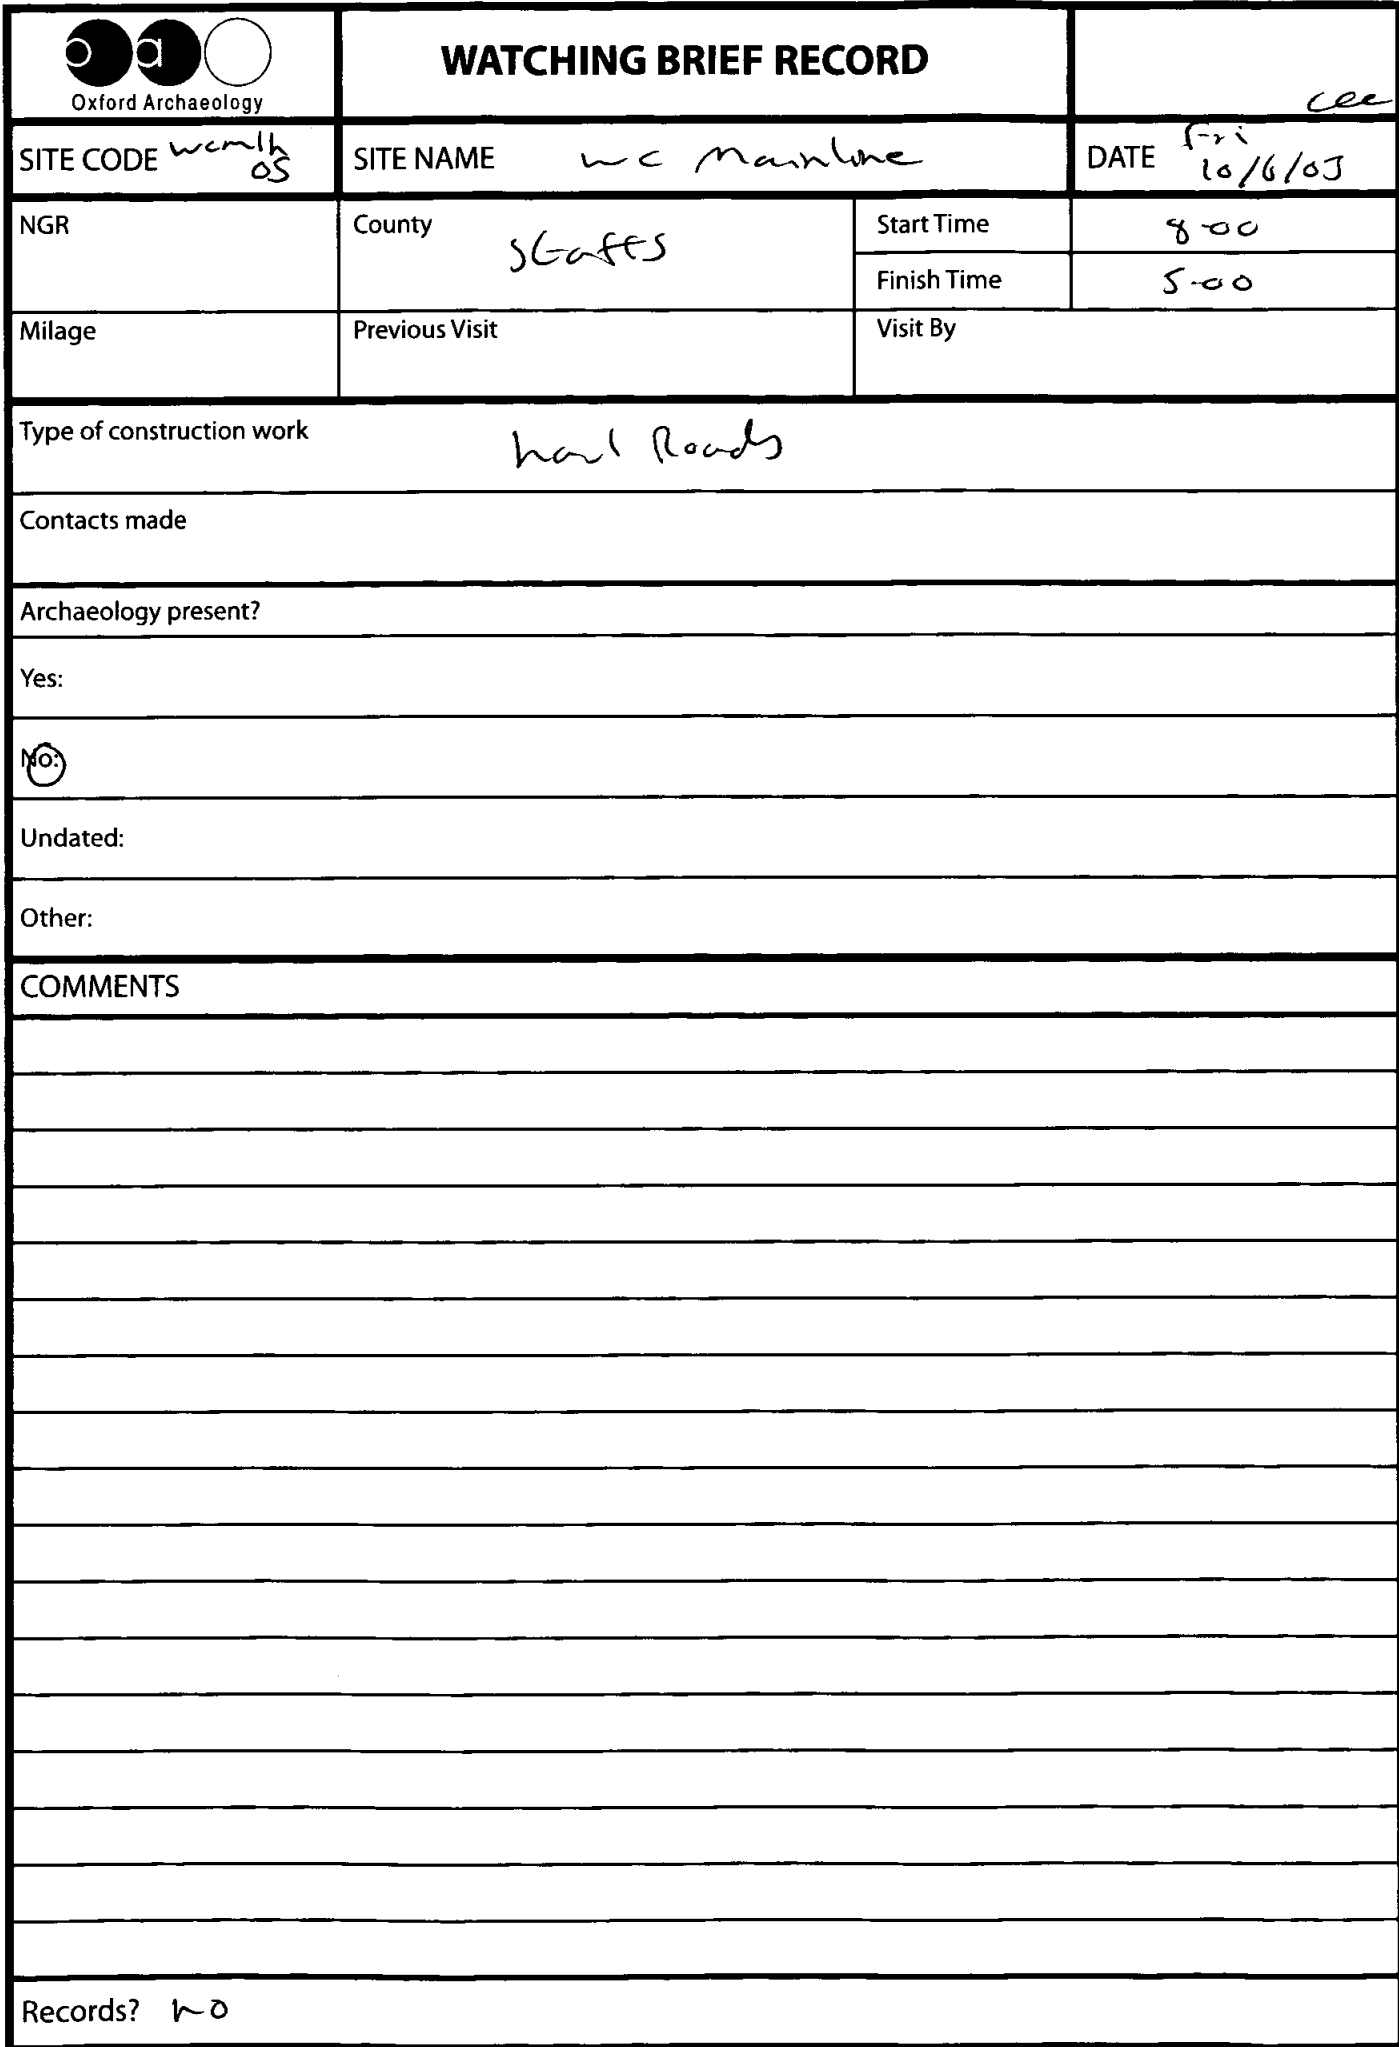 oa
Oxford Archaeology
WATCHING BRIEF RECORD
SITE CODE wcmlh
05
SITE NAME wc Mainline
DATE Fri
10/6/05
NGR
County Staffs
Start Time 8-00
Finish Time 5-00
Milage
Previous Visit
Visit By
Type of construction work haul Roads
Contacts made
Archaeology present?
Yes:
No:
Undated:
Other:
COMMENTS
Records? no